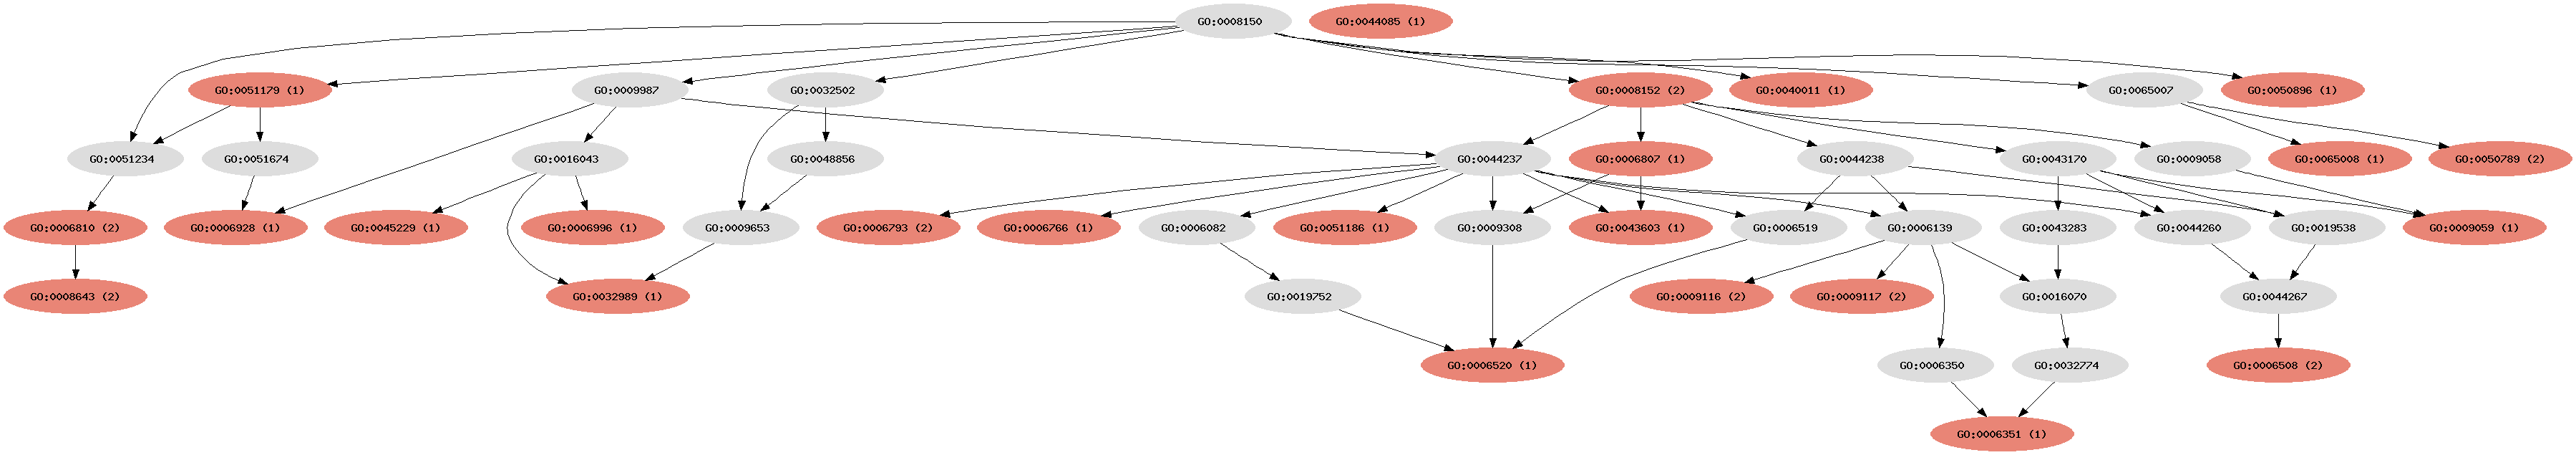 GO:0008150
GO:0044085 (1)
GO:0051179 (1)
GO:0009987
GO:0032502
GO:0008152 (2)
GO:0040011 (1)
GO:0065007
GO:0050896 (1)
GO:0051234
GO:0051674
GO:0016043
GO:0048856
GO:0044237
GO:0006807 (1)
GO:0044238
GO:0043170
GO:0009058
GO:0065008 (1)
GO:0050789 (2)
GO:0006810 (2)
GO:0006928 (1)
GO:0045229 (1)
GO:0006996 (1)
GO:0009653
GO:0006793 (2)
GO:0006766 (1)
GO:0006082
GO:0051186 (1)
GO:0009308
GO:0043603 (1)
GO:0006519
GO:0006139
GO:0043283
GO:0044260
GO:0019538
GO:0009059 (1)
GO:0008643 (2)
GO:0032989 (1)
GO:0019752
GO:0009116 (2)
GO:0009117 (2)
GO:0016070
GO:0044267
GO:0006520 (1)
GO:0006350
GO:0032774
GO:0006508 (2)
GO:0006351 (1)